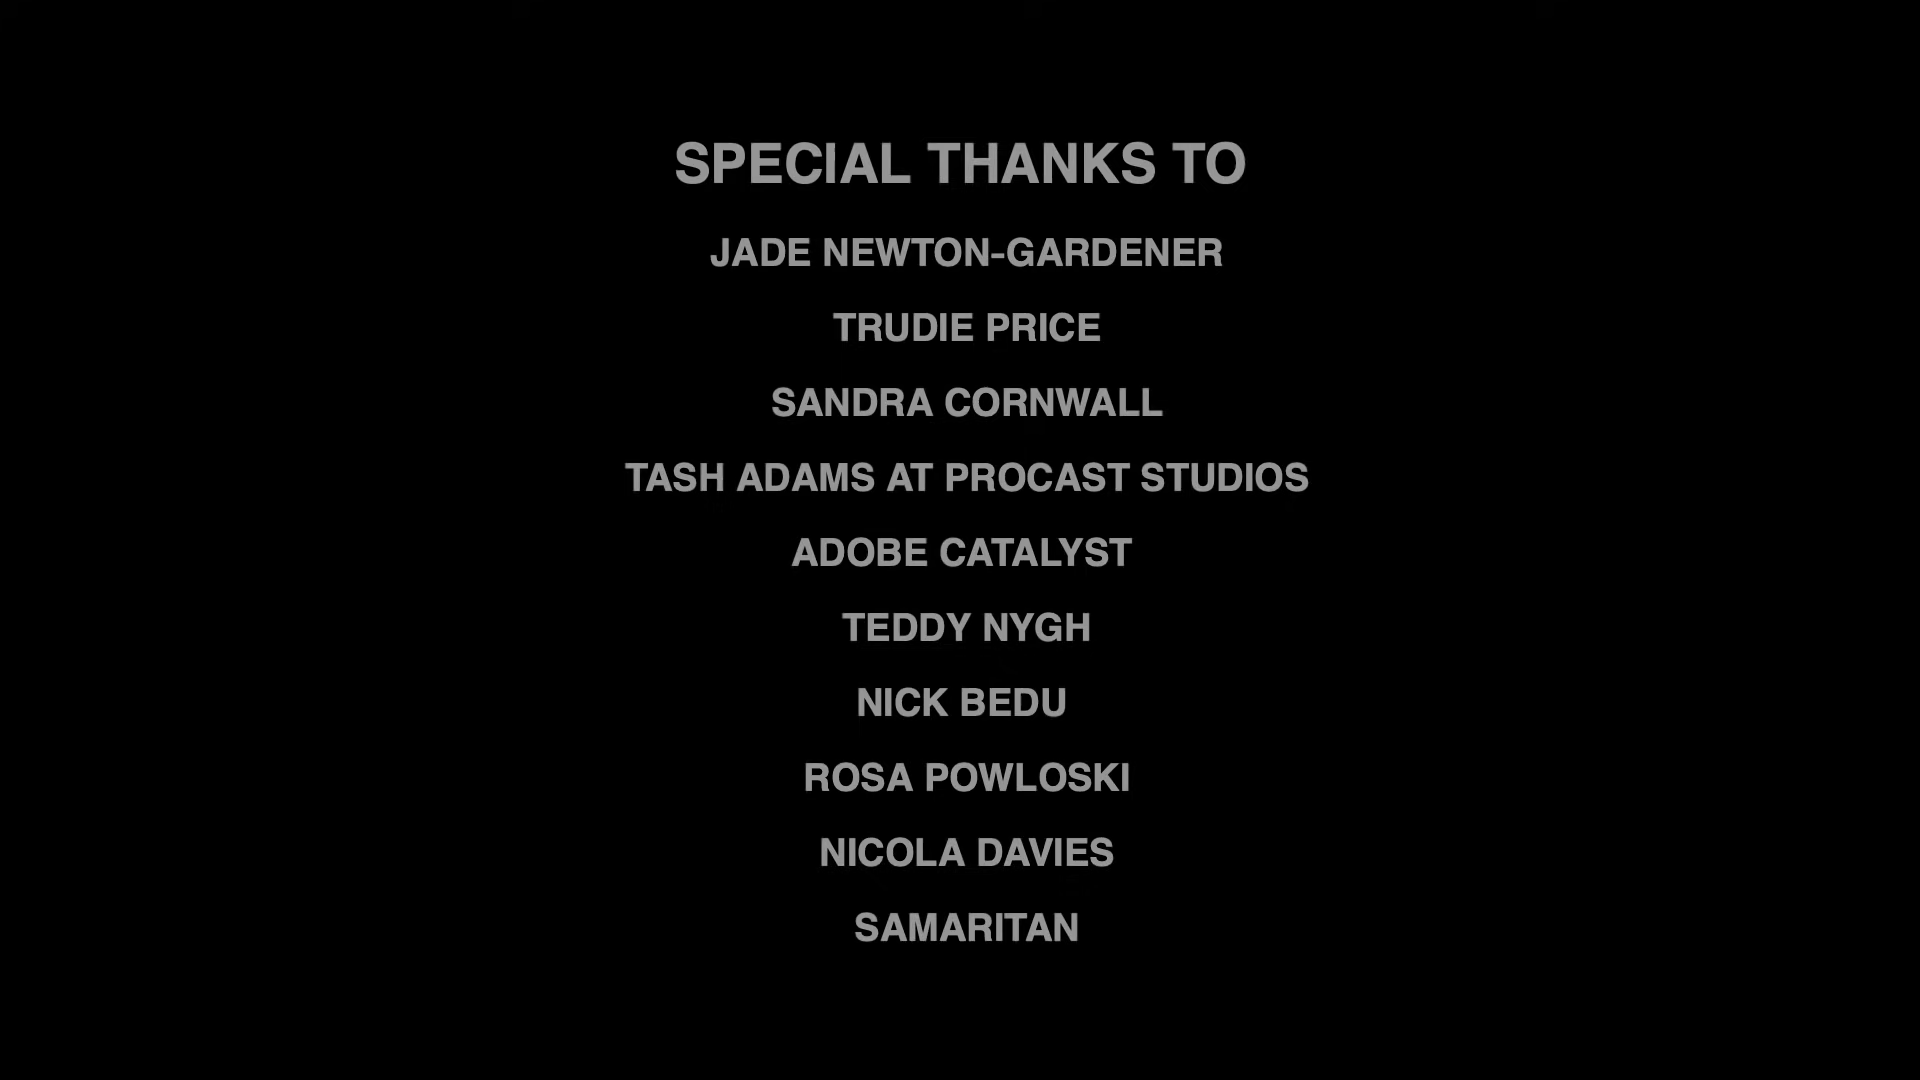 SPECIAL THANKS TO
JADE NEWTON-GARDENER
TRUDIE PRICE
SANDRA CORNWALL
TASH ADAMS AT PROCAST STUDIOS
ADOBE CATALYST
TEDDY NYGH
NICK BEDU
ROSA POWLOSKI
NICOLA DAVIES
SAMARITAN